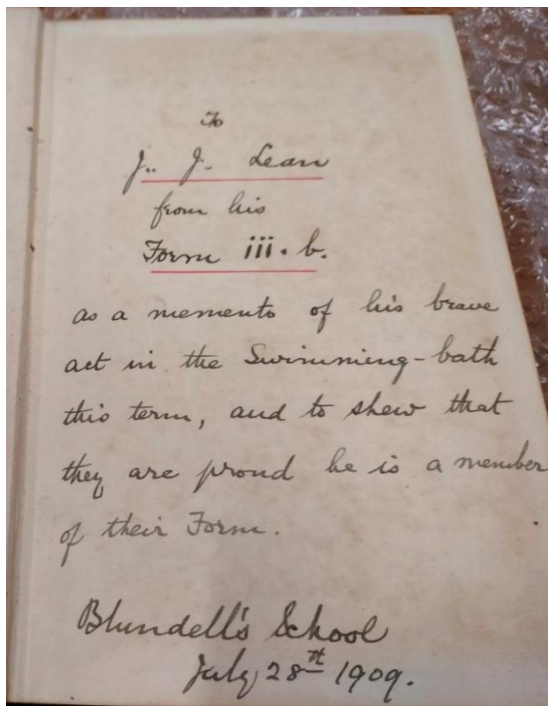 To
J. J. Lean
from his
Form iii. b.
as a memento of his brave
act in the Swimming-bath
this term, and to shew that
they are proud he is a member
of their Form.
Blundell's School
July 28th 1909.